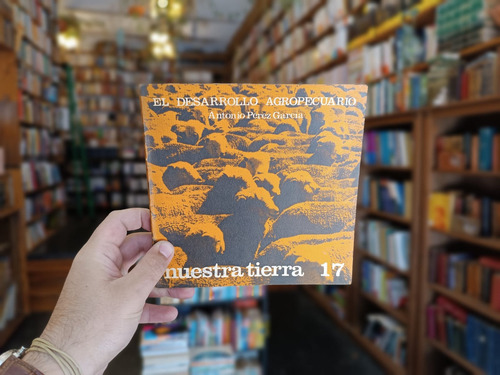 EL DESARROLLO AGROPECUARIO
Antonio Pérez García
nuestra tierra 17